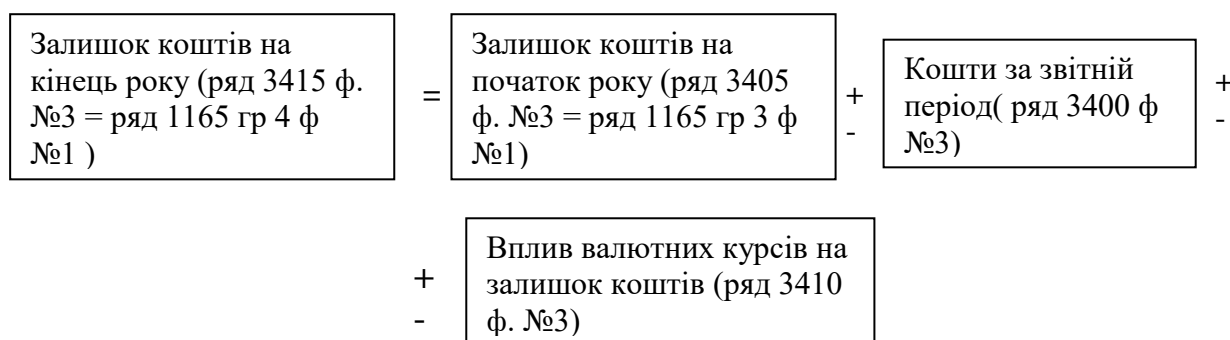 Залишок коштів на
кінець року (ряд 3415 ф.
№3 = ряд 1165 гр 4 ф
№1 )
=
Залишок коштів на
початок року (ряд 3405
ф. №3 = ряд 1165 гр 3 ф
№1)
+
-
Кошти за звітній
період( ряд 3400 ф
№3)
+
-
+
-
Вплив валютних курсів на
залишок коштів (ряд 3410
ф. №3)